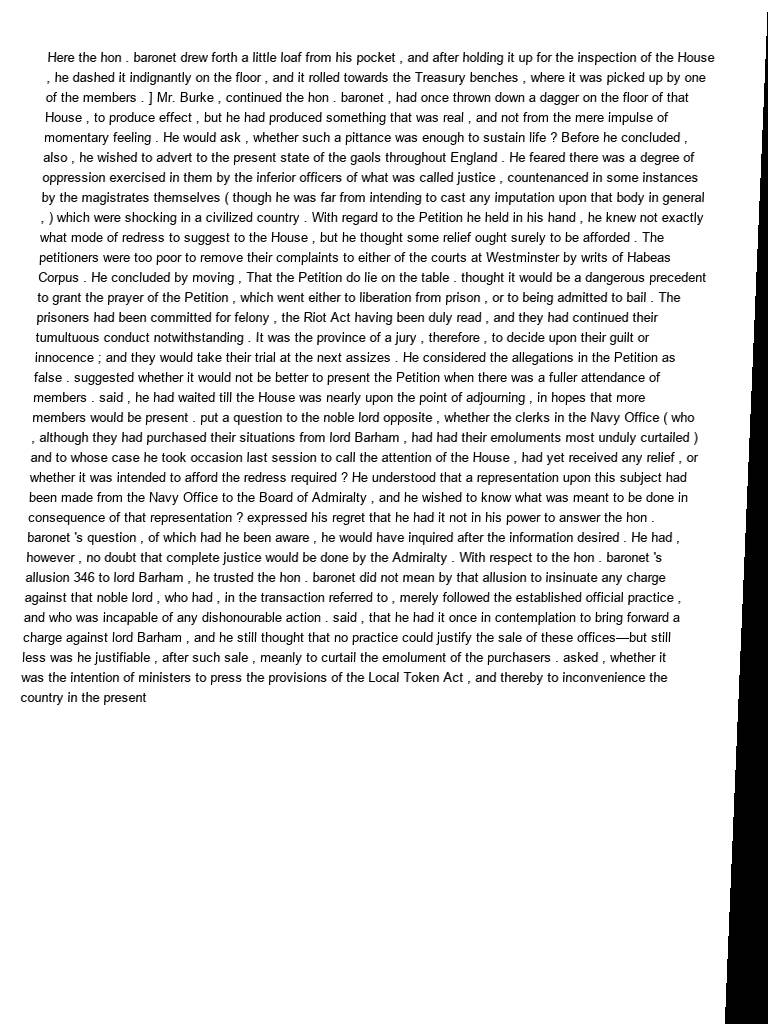 Here the hon . baronet drew forth a little loaf from his pocket , and after holding it up for the inspection of the House
, he dashed it indignantly on the floor , and it rolled towards the Treasury benches , where it was picked up by one
of the members . ] Mr. Burke , continued the hon . baronet , had once thrown down a dagger on the floor of that
House , to produce effect , but he had produced something that was real , and not from the mere impulse of
momentary feeling . He would ask , whether such a pittance was enough to sustain life ? Before he concluded ,
also , he wished to advert to the present state of the gaols throughout England . He feared there was a degree of
oppression exercised in them by the inferior officers of what was called justice , countenanced in some instances
by the magistrates themselves ( though he was far from intending to cast any imputation upon that body in general
, ) which were shocking in a civilized country . With regard to the Petition he held in his hand , he knew not exactly
what mode of redress to suggest to the House , but he thought some relief ought surely to be afforded . The
petitioners were too poor to remove their complaints to either of the courts at Westminster by writs of Habeas
Corpus . He concluded by moving , That the Petition do lie on the table . thought it would be a dangerous precedent
to grant the prayer of the Petition , which went either to liberation from prison , or to being admitted to bail . The
prisoners had been committed for felony , the Riot Act having been duly read , and they had continued their
tumultuous conduct notwithstanding . It was the province of a jury , therefore , to decide upon their guilt or
innocence ; and they would take their trial at the next assizes . He considered the allegations in the Petition as
false . suggested whether it would not be better to present the Petition when there was a fuller attendance of
members . said , he had waited till the House was nearly upon the point of adjourning , in hopes that more
members would be present . put a question to the noble lord opposite , whether the clerks in the Navy Office ( who
, although they had purchased their situations from lord Barham , had had their emoluments most unduly curtailed )
and to whose case he took occasion last session to call the attention of the House , had yet received any relief , or
whether it was intended to afford the redress required ? He understood that a representation upon this subject had
been made from the Navy Office to the Board of Admiralty , and he wished to know what was meant to be done in
consequence of that representation ? expressed his regret that he had it not in his power to answer the hon .
baronet 's question , of which had he been aware , he would have inquired after the information desired . He had ,
however , no doubt that complete justice would be done by the Admiralty . With respect to the hon . baronet 's
allusion 346 to lord Barham , he trusted the hon . baronet did not mean by that allusion to insinuate any charge
against that noble lord , who had , in the transaction referred to , merely followed the established official practice ,
and who was incapable of any dishonourable action . said , that he had it once in contemplation to bring forward a
charge against lord Barham , and he still thought that no practice could justify the sale of these offices—but still
less was he justifiable , after such sale , meanly to curtail the emolument of the purchasers . asked , whether it
was the intention of ministers to press the provisions of the Local Token Act , and thereby to inconvenience the
country in the present